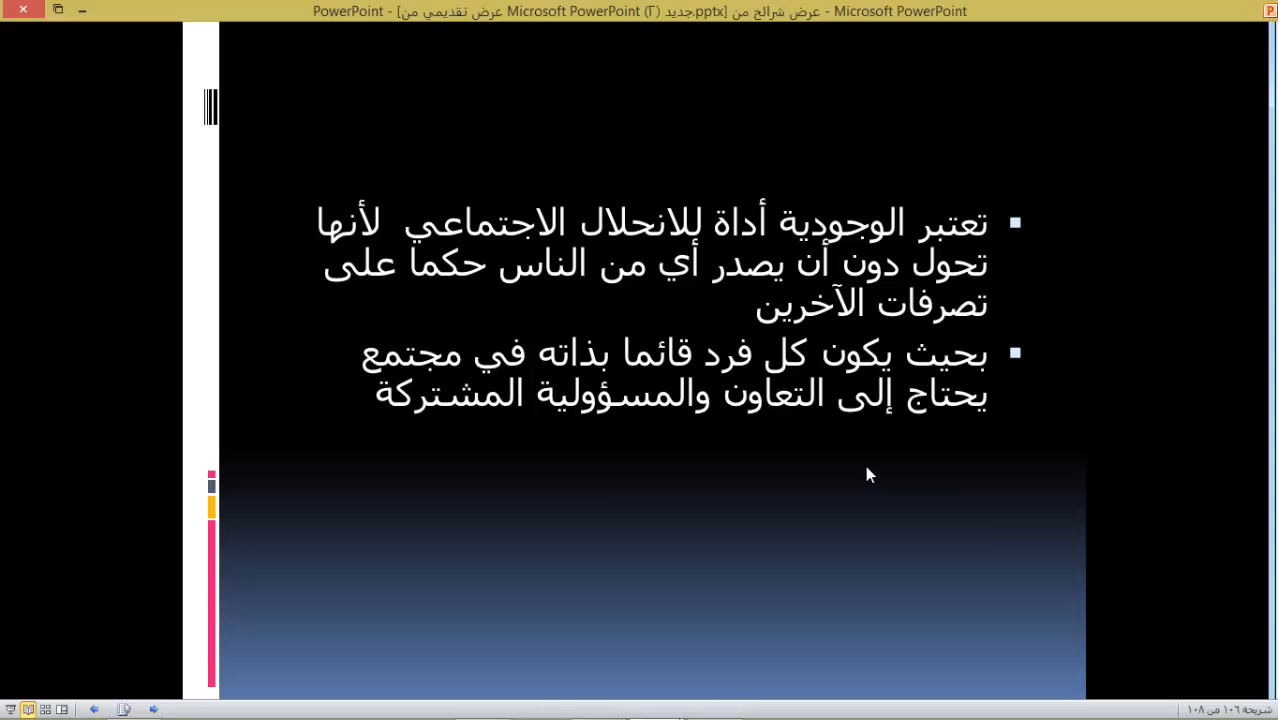 PowerPoint - [عرض تقديمي من Microsoft PowerPoint (٢) جديد.pptx] عرض شرائح من - Microsoft PowerPoint
تعتبر الوجودية أداة للانحلال الاجتماعي لأنها
تحول دون أن يصدر أي من الناس حكما على
تصرفات الآخرين
بحيث يكون كل فرد قائما بذاته في مجتمع
يحتاج إلى التعاون والمسؤولية المشتركة
شريحة ١٠٦ من ١٠٨